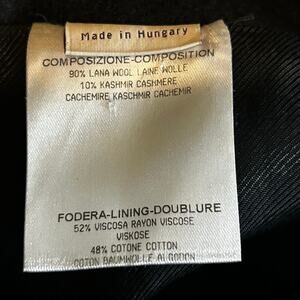 Made in Hungary
COMPOSIZIONE-COMPOSITION
90% LANA WOOL LAINE WOLLE
10% KASHMIR CASHMERE
CACHEMIRE KASCHMIR CACHEMIR
FODERA-LINING-DOUBLURE
52% VISCOSA RAYON VISCOSE
VISKOSE
48% COTONE COTTON
COTON BAUMWOLLE ALGODON